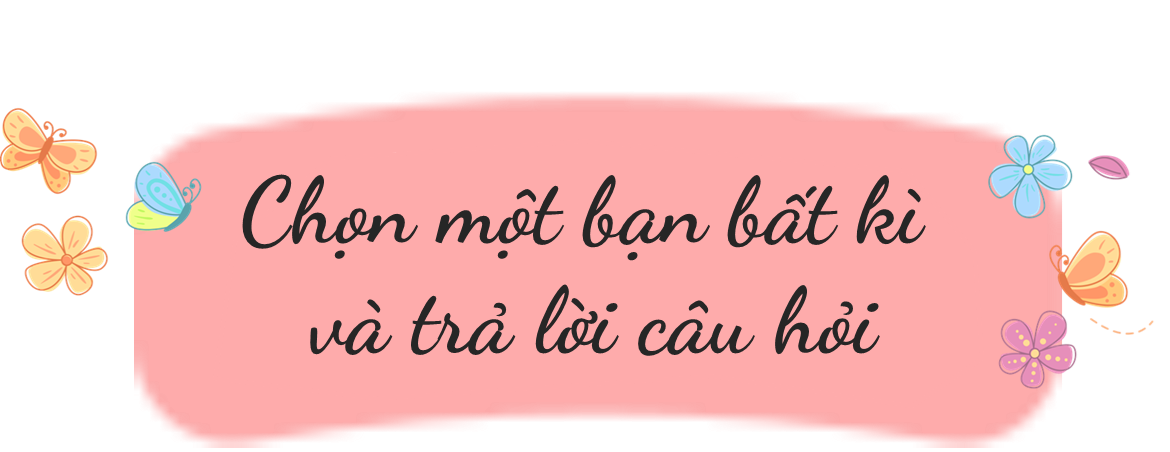 Chọn một bạn bất kì
và trả lời câu hỏi